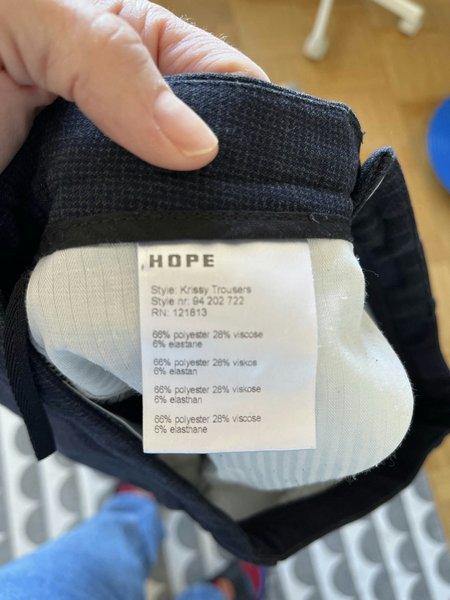 HOPE
Style: Krissy Trousers
Style nr: 94 202 722
RN: 121813
66% polyester 28% viscose
6% elastane
66% polyester 28% viskos
6% elastan
66% polyester 28% viskose
6% elasthan
66% polyester 28% viscose
6% elasthane